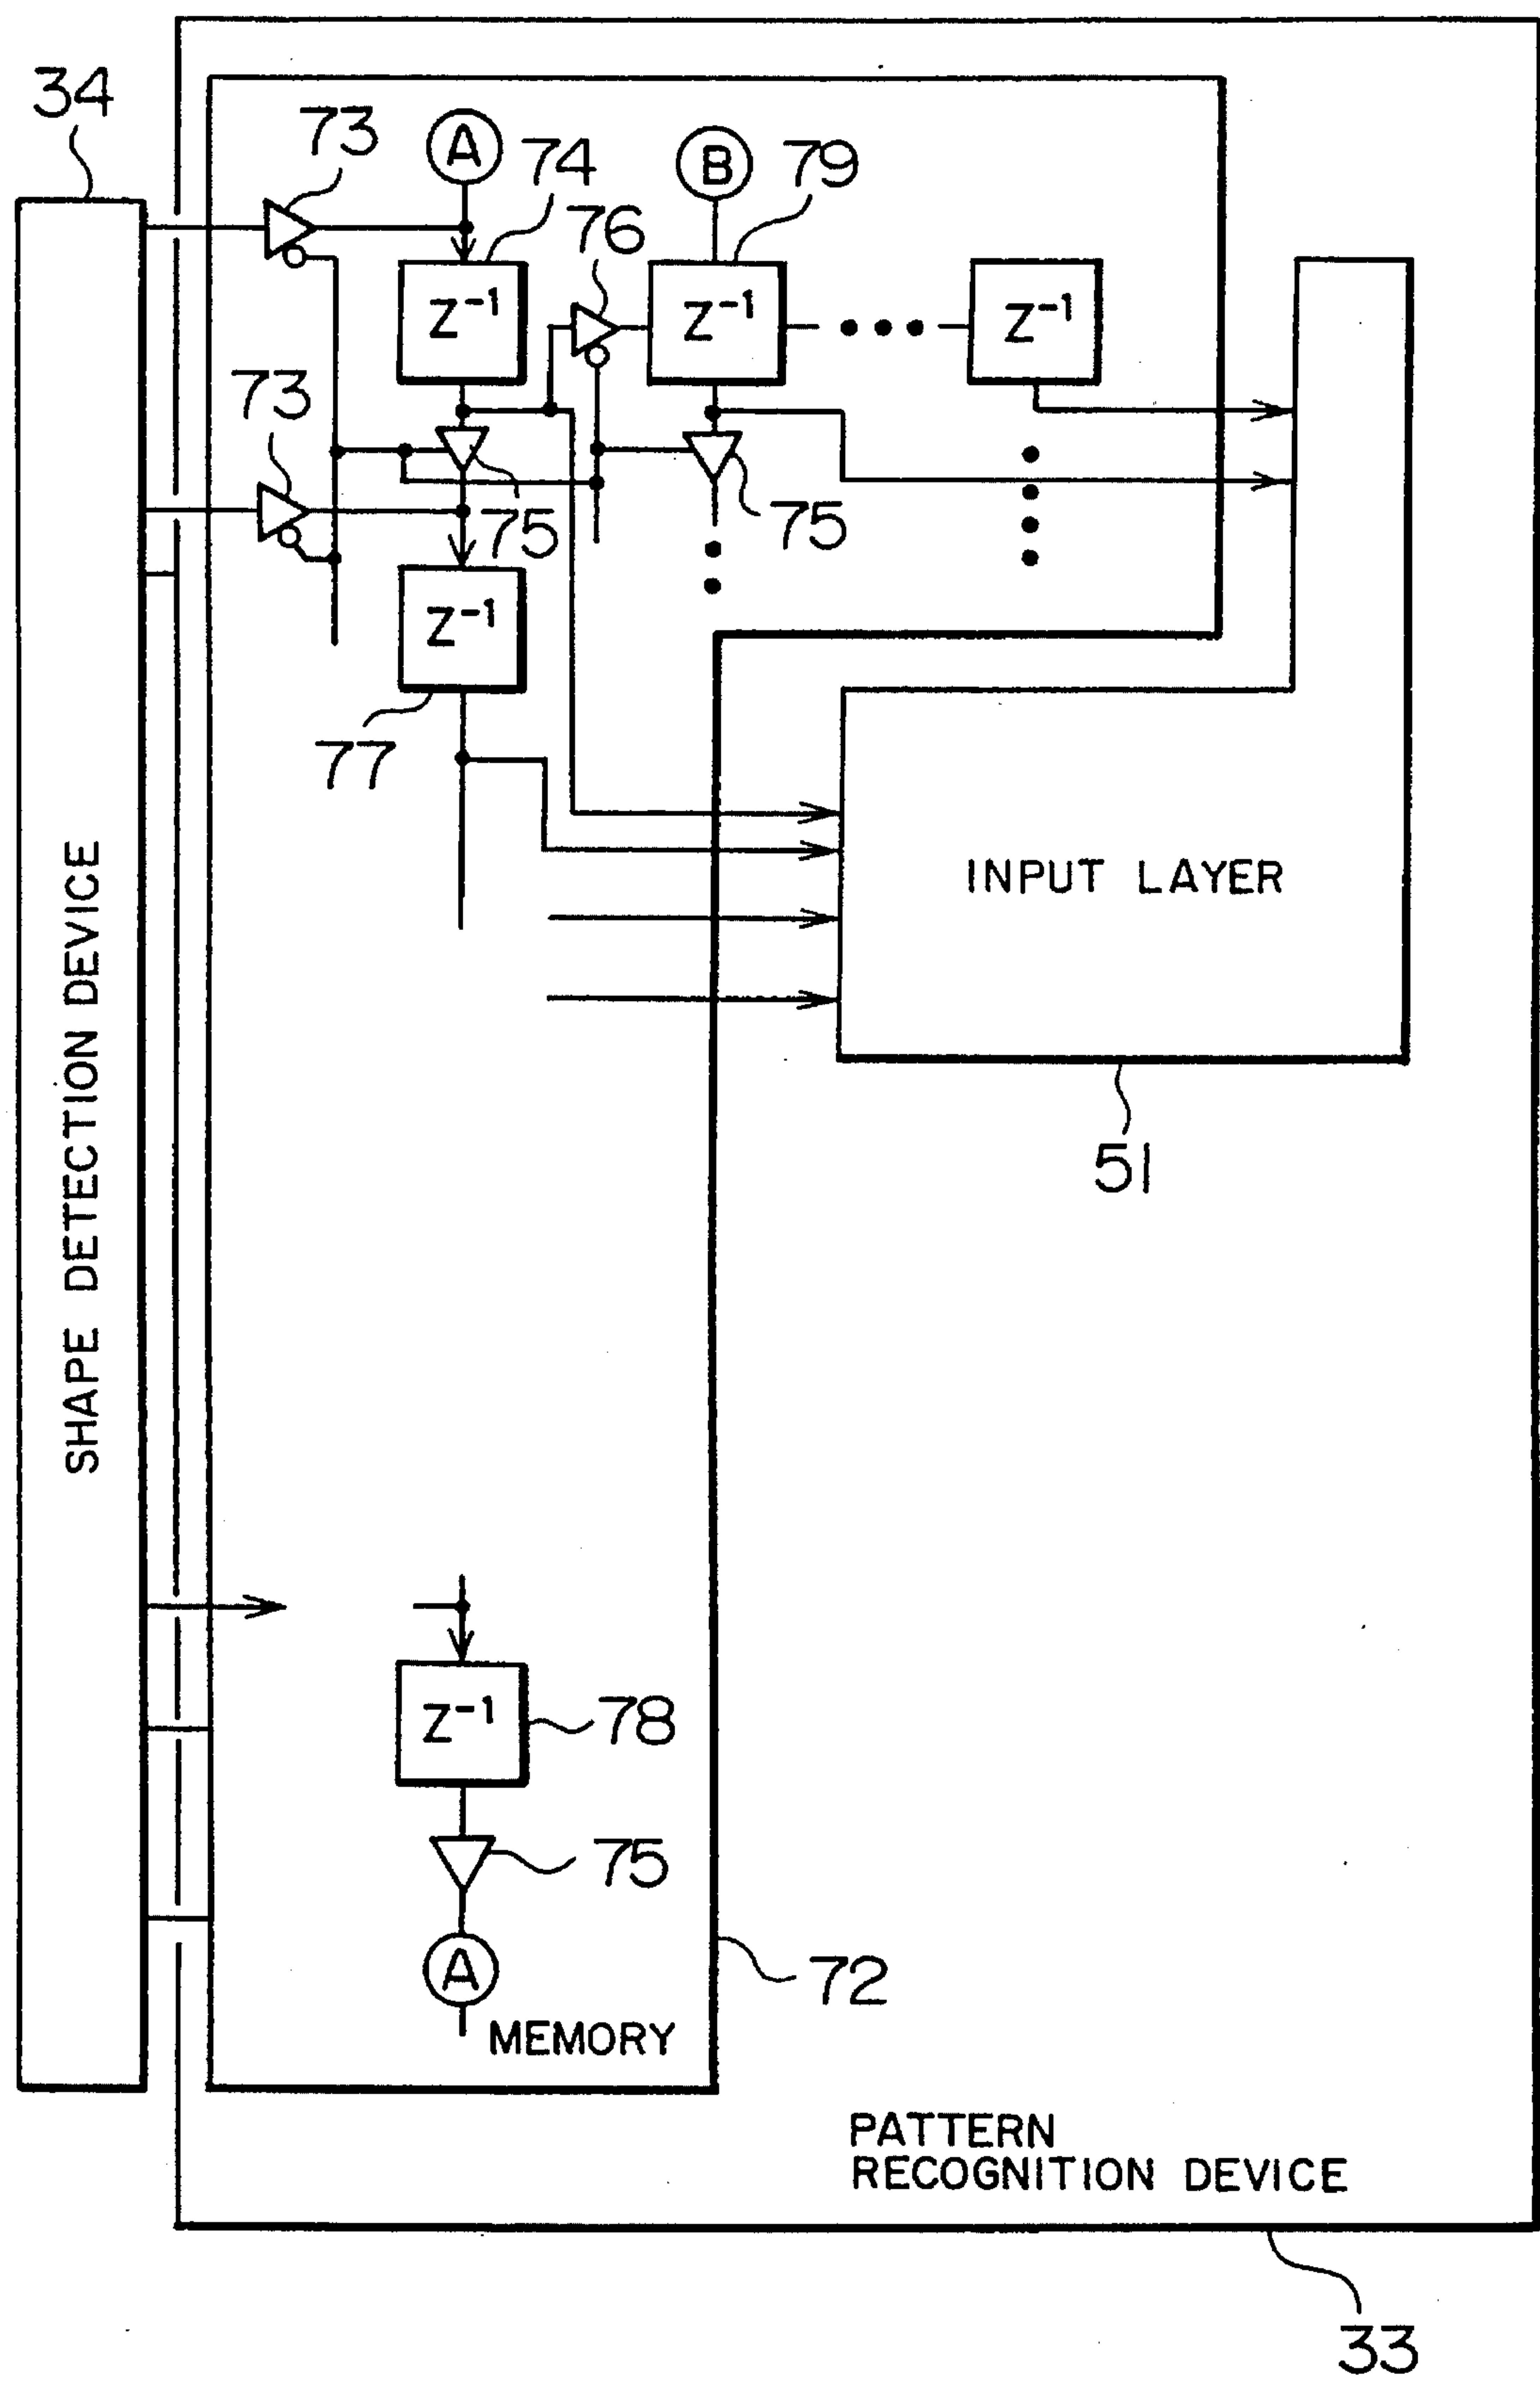 34
73
A
74
76
B
79
Z⁻¹
Z⁻¹
Z⁻¹
73
75
75
Z⁻¹
77
INPUT LAYER
51
SHAPE DETECTION DEVICE
Z⁻¹
78
75
A
72
MEMORY
PATTERN
RECOGNITION DEVICE
33